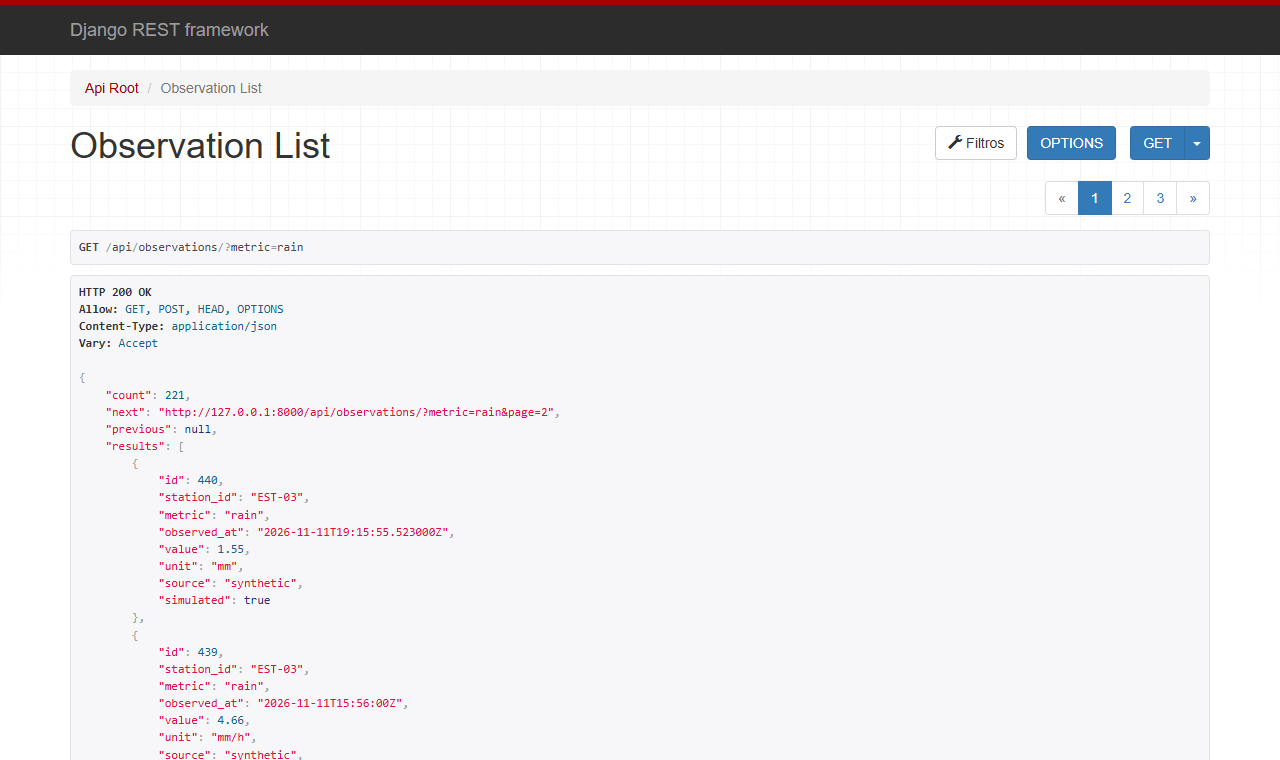 Django REST framework
Api Root / Observation List
Observation List
Filtros
OPTIONS
GET
« 1 2 3 »
GET /api/observations/?metric=rain
HTTP 200 OK
Allow: GET, POST, HEAD, OPTIONS
Content-Type: application/json
Vary: Accept
{
    "count": 221,
    "next": "http://127.0.0.1:8000/api/observations/?metric=rain&page=2",
    "previous": null,
    "results": [
        {
            "id": 440,
            "station_id": "EST-03",
            "metric": "rain",
            "observed_at": "2026-11-11T19:15:55.523000Z",
            "value": 1.55,
            "unit": "mm",
            "source": "synthetic",
            "simulated": true
        },
        {
            "id": 439,
            "station_id": "EST-03",
            "metric": "rain",
            "observed_at": "2026-11-11T15:56:00Z",
            "value": 4.66,
            "unit": "mm/h",
            "source": "synthetic",